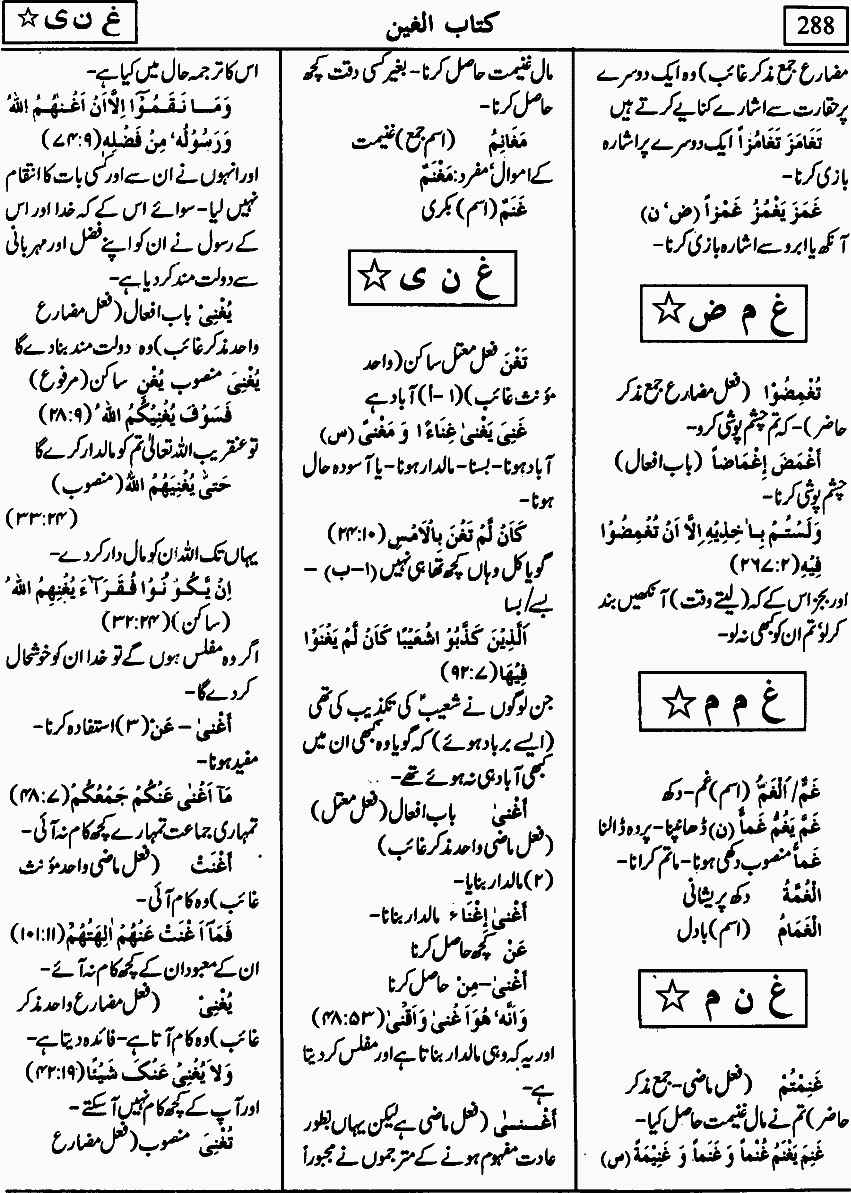 288
کتاب الغین
غ ن ی ☆
مضارع جمع مذکر غائب) وہ ایک دوسرے
پر حقارت سے اشارے کنایے کرتے ہیں
تَغَامَزَ تَغَامُزاً ایک دوسرے پر اشارہ
بازی کرنا-
غَمَزَ یَغْمُزُ غَمْزاً (ض' ن)
آنکھ یا ابرو سے اشارہ بازی کرنا-
غ م ض ☆
تُغْمِضُوْا (فعل مضارع جمع مذکر
حاضر)- کہ تم چشم پوشی کرو-
أَغْمَضَ إِغْمَاضاً (باب افعال)
چشم پوشی کرنا-
وَلَسْتُمْ بِاٰخِذِیْهِ اِلَّا اَنْ تُغْمِضُوْا
فِیْهِ (۲:۲۶۷)
اور بجز اس کے کہ (لیتے وقت) آنکھیں بند
کر لو' تم ان کو کبھی نہ لو-
غ م م ☆
غَمٌّ/اَلْغَمُّ (اسم) غم- دکھ
غَمَّ یَغُمُّ غَماًّ (ن) ڈھانپنا- پردہ ڈالنا
غَماًّ منصوب دکھی ہونا- ماتم کرانا-
الْغُمَّةُ دکھ پریشانی
الْغَمَامُ (اسم) بادل
غ ن م ☆
غَنِمْتُمْ (فعل ماضی- جمع مذکر
حاضر) تم نے مال غنیمت حاصل کیا-
غَنِمَ یَغْنَمُ غُنْماً وَ غَنَماً وَ غَنِیْمَةً (س)
مال غنیمت حاصل کرنا- بغیر کسی دقت کچھ
حاصل کرنا-
مَغَانِمُ (اسم جمع) غنیمت
کے اموال' مفرد: مَغْنَمٌ
غَنَمٌ (اسم) بکری
غ ن ی ☆
تَغْنَ فعل معتل ساکن (واحد
مؤنث غائب) (۱-أ) آباد ہے
غَنِیَ یَغْنیٰ غِنَاءً ا وَ مَغْنیً (س)
آباد ہونا- بسنا- مالدار ہونا- یا آسودہ حال
ہونا-
کَاَنْ لَّمْ تَغْنَ بِالْاَمْسِ (۱۰:۲۴)
گویا کل وہاں کچھ تھا ہی نہیں (۱-ب) -
بسے/بسا
اَلَّذِیْنَ کَذَّبُوْ اشُعَیْبًا کَاَنْ لَّمْ یَغْنَوْا
فِیْهَا (۷:۹۲)
جن لوگوں نے شعیبؑ کی تکذیب کی تھی
(ایسے برباد ہوئے) کہ گویا وہ کبھی ان میں
کبھی آباد ہی نہ ہوئے تھے-
أَغْنیٰ باب افعال (فعل معتل)
(فعل ماضی واحد مذکر غائب)
(۲) مالدار بنایا-
أَغْنیٰ إِغْنَاء مالدار بنانا-
عَنْ کچھ حاصل کرنا
أَغْنیٰ-مِنْ حاصل کرنا
وَاَنَّهٗ هُوَ اَغْنیٰ وَاَقْنیٰ (۵۳:۴۸)
اور یہ کہ وہی مالدار بناتا ہے اور مفلس کر دیتا
ہے-
أَغْـــنـــیٰ (فعل ماضی ہے لیکن یہاں بطور
عادت مفہوم ہونے کے مترجموں نے مجبوراً
اس کا ترجمہ حال میں کیا ہے-
وَمَا نَقَمُوْٓا اِلَّآ اَنْ اَغْنٰهُمُ اللّٰهُ
وَرَسُوْلُهٗ مِنْ فَضْلِهٖ (۹:۷۴)
اور انہوں نے ان سے اور کسی بات کا انتقام
نہیں لیا- سوائے اس کے کہ خدا اور اس
کے رسول نے ان کو اپنے فضل اور مہربانی
سے دولت مند کر دیا ہے-
یُغْنِیْ باب افعال (فعل مضارع
واحد مذکر غائب) وہ دولت مند بنا دے گا
یُغْنِیَ منصوب یُغْنِ ساکن (مرفوع)
فَسَوْفَ یُغْنِیْکُمُ اللّٰهُ (۹:۲۸)
تو عنقریب اللہ تعالیٰ تم کو مالدار کرے گا
حَتّٰی یُغْنِیَهُمُ اللّٰهُ (منصوب)
(۲۴:۳۳)
یہاں تک اللہ ان کو مال دار کر دے-
اِنْ یَّکُوْنُوْا فُقَرَآءَ یُغْنِهِمُ اللّٰهُ
(ساکن) (۲۴:۳۲)
اگر وہ مفلس ہوں گے تو خدا ان کو خوشحال
کر دے گا-
أَغْنیٰ - عَنْ (۳) استفادہ کرنا-
مفید ہونا-
مَآ اَغْنیٰ عَنْکُمْ جَمْعُکُمْ (۷:۴۸)
تمہاری جماعت تمہارے کچھ کام نہ آئی-
أَغْنَتْ (فعل ماضی واحد مؤنث
غائب) وہ کام آئی-
فَمَآ اَغْنَتْ عَنْهُمْ اٰلِهَتُهُمْ (۱۱:۱۰۱)
ان کے معبودان کے کچھ کام نہ آئے-
یُغْنِیْ (فعل مضارع واحد مذکر
غائب) وہ کام آتا ہے- فائدہ دیتا ہے-
وَلَا یُغْنِیْ عَنْکَ شَیْئًا (۱۹:۴۲)
اور آپ کے کچھ کام نہیں آ سکتے-
تُغْنِیَ منصوب (فعل مضارع